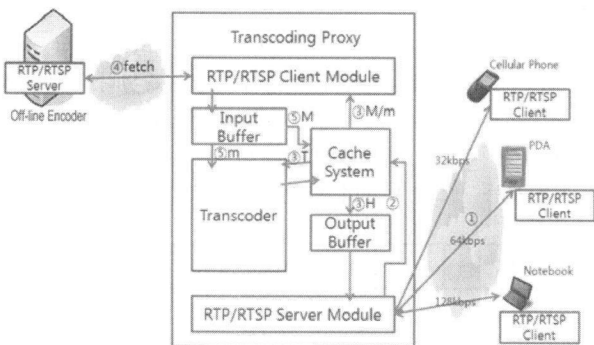 Transcoding Proxy
RTP/RTSP
Server
Off-line Encoder
④fetch
RTP/RTSP Client Module
Input
Buffer
⑤M
③M/m
⑤m
③T
Cache
System
Transcoder
③H
②
Output
Buffer
RTP/RTSP Server Module
Cellular Phone
RTP/RTSP
Client
32kbps
PDA
RTP/RTSP
Client
①
64kbps
Notebook
128kbps
RTP/RTSP
Client